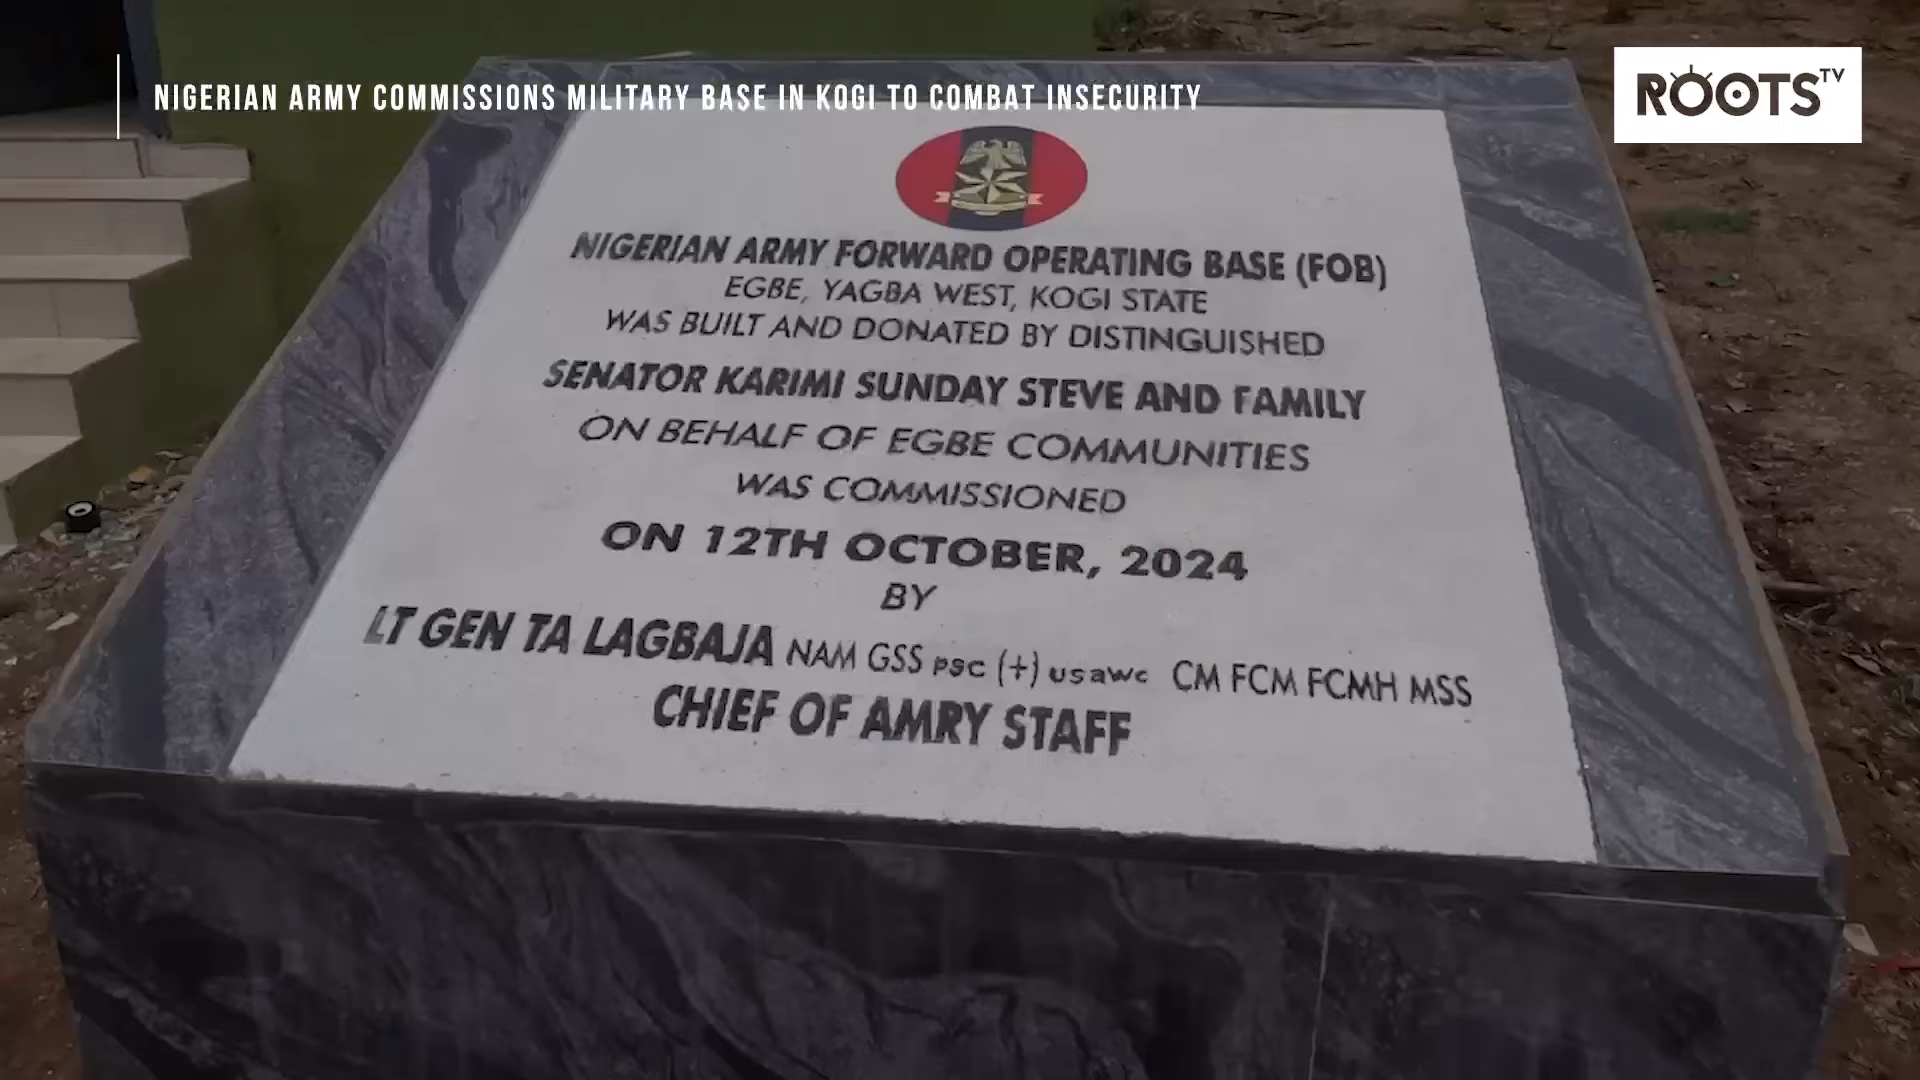 NIGERIAN ARMY COMMISSIONS MILITARY BASE IN KOGI TO COMBAT INSECURITY
ROOTS TV
NIGERIAN ARMY FORWARD OPERATING BASE (FOB)
EGBE, YAGBA WEST, KOGI STATE
WAS BUILT AND DONATED BY DISTINGUISHED
SENATOR KARIMI SUNDAY STEVE AND FAMILY
ON BEHALF OF EGBE COMMUNITIES
WAS COMMISSIONED
ON 12TH OCTOBER, 2024
BY
LT GEN TA LAGBAJA NAM GSS psc (+) usawc CM FCM FCMH MSS
CHIEF OF AMRY STAFF